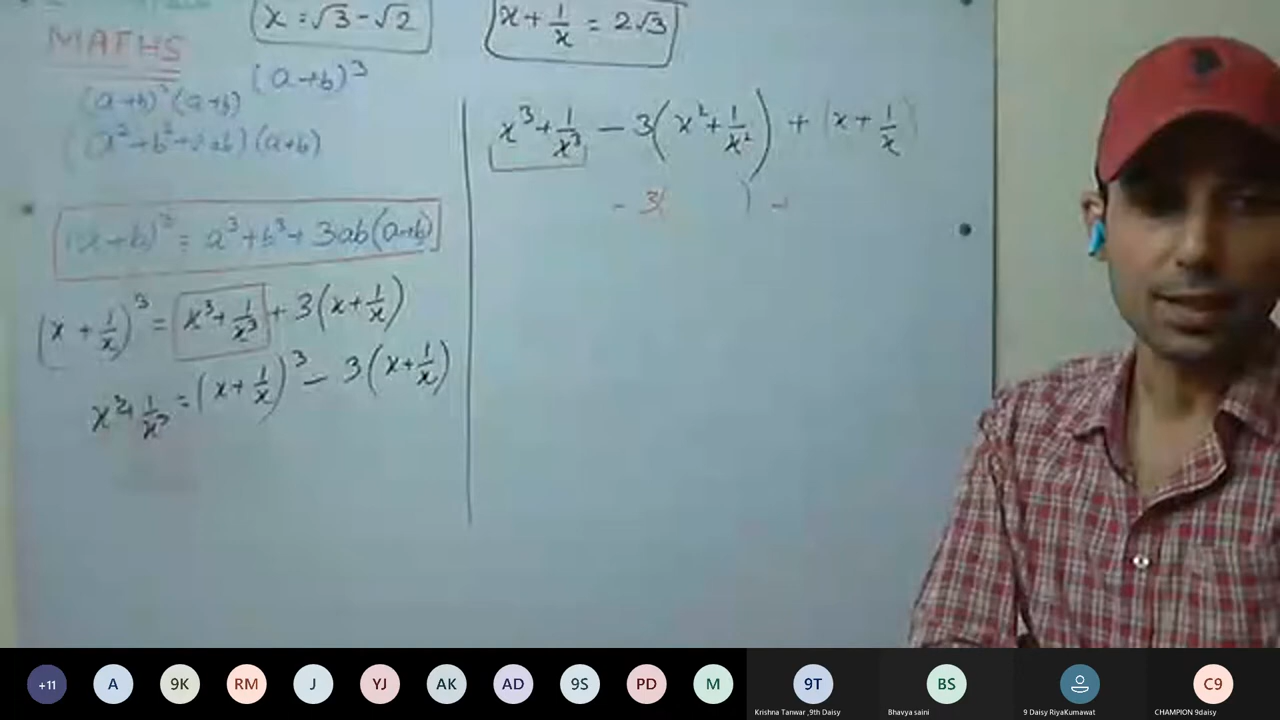 MATHS
x = √3 - √2
x + 1/x = 2√3
(a+b)³
(a+b)²(a+b)
(a²+b²+2ab)(a+b)
(a+b)³ = a³+b³+3ab(a+b)
(x + 1/x)³ = x³ + 1/x³ + 3(x + 1/x)
x³ + 1/x³ = (x + 1/x)³ - 3(x + 1/x)
x³ + 1/x³ - 3(x² + 1/x²) + (x + 1/x)
- 3( ) +
+11
A
9K
RM
J
YJ
AK
AD
9S
PD
M
9T
Krishna Tanwar ,9th Daisy
BS
Bhavya saini
9 Daisy RiyaKumawat
C9
CHAMPION 9daisy